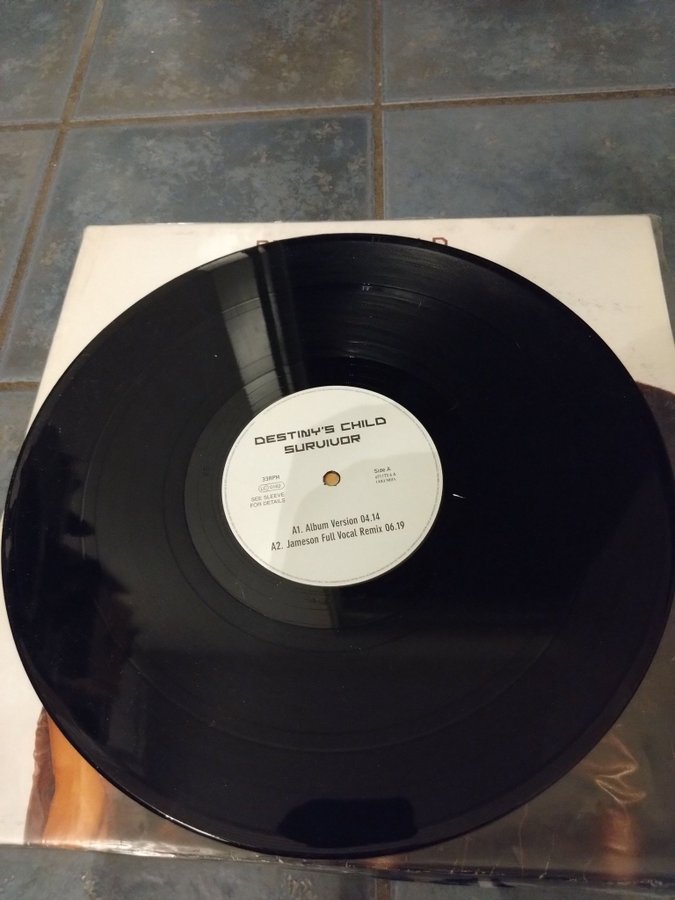 DESTINY'S CHILD
SURVIVOR
33RPM
SEE SLEEVE
FOR DETAILS
Side A
A1. Album Version 04.14
A2. Jameson Full Vocal Remix 06.19